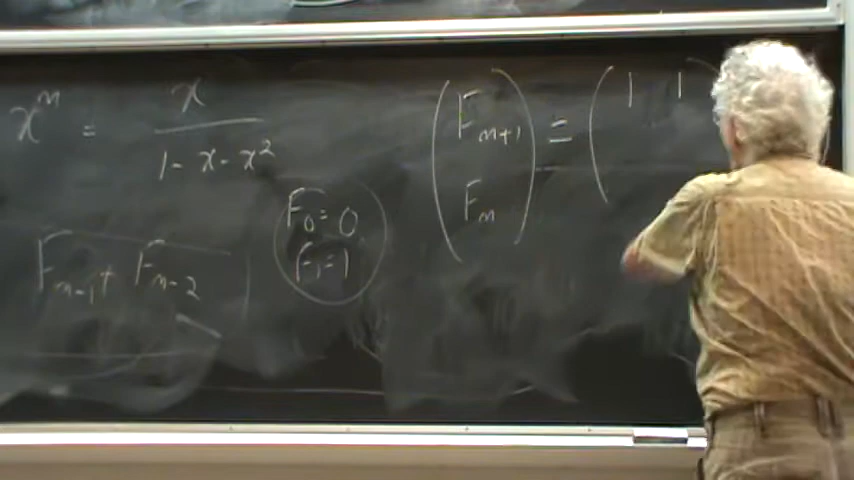 x^n = x / (1 - x - x^2)
F_{n-1} + F_{n-2}
F_0 = 0
F_1 = 1
( F_{n+1} ) = ( 1 1
( F_n )